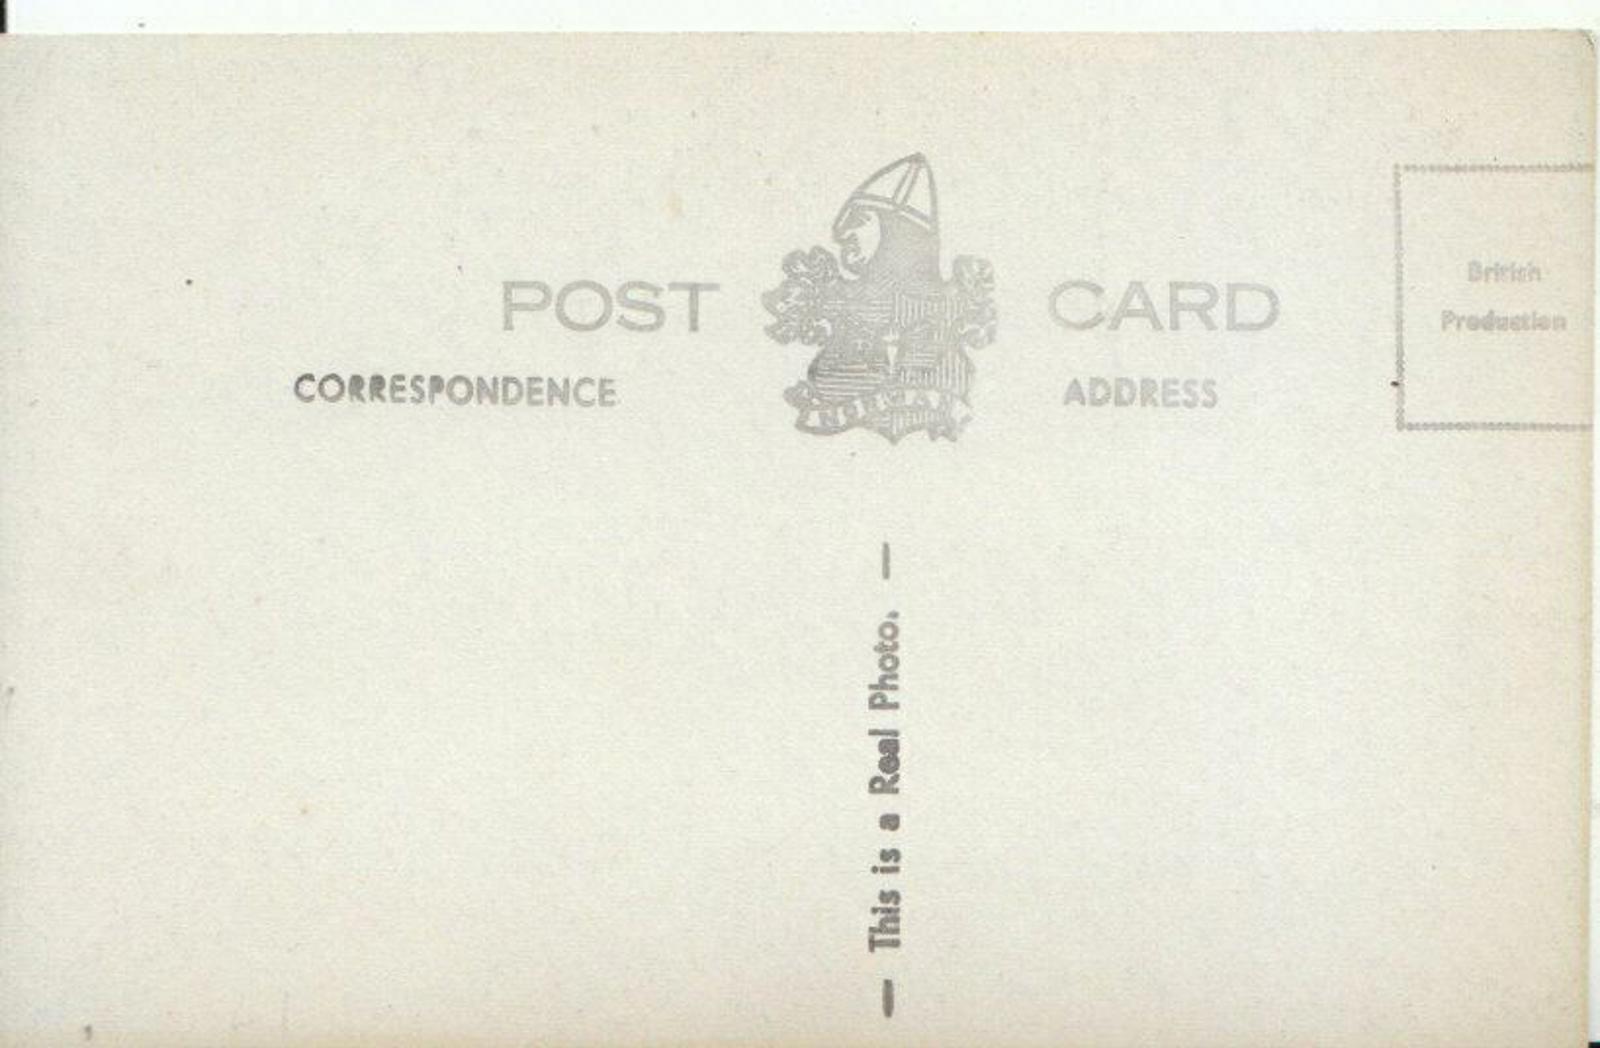 POST CARD
British
Production
CORRESPONDENCE
ADDRESS
— This is a Real Photo. —